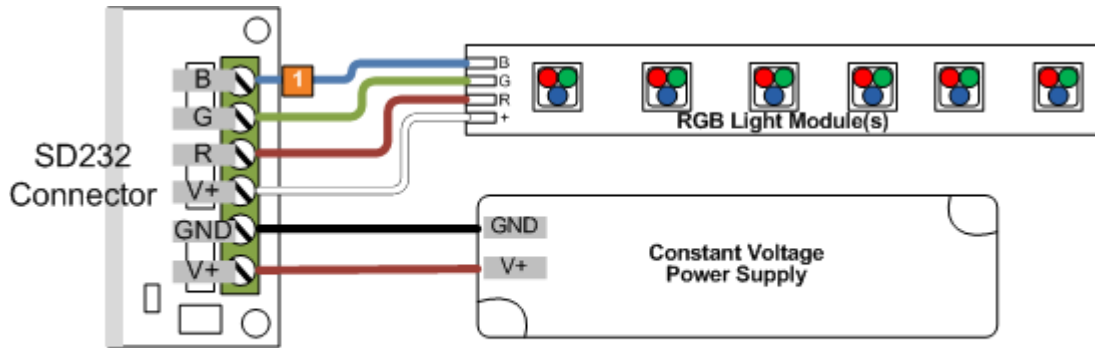 B
G
R
V+
GND
V+
SD232
Connector
1
B
G
R
+
RGB Light Module(s)
GND
V+
Constant Voltage
Power Supply